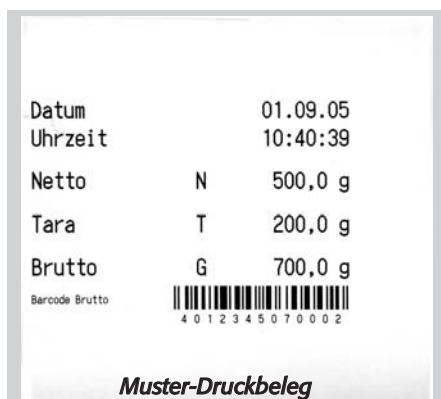 Datum 01.09.05
Uhrzeit 10:40:39
Netto N 500,0 g
Tara T 200,0 g
Brutto G 700,0 g
Barcode Brutto
4 0 1 2 3 4 5 0 7 0 0 0 2
Muster-Druckbeleg